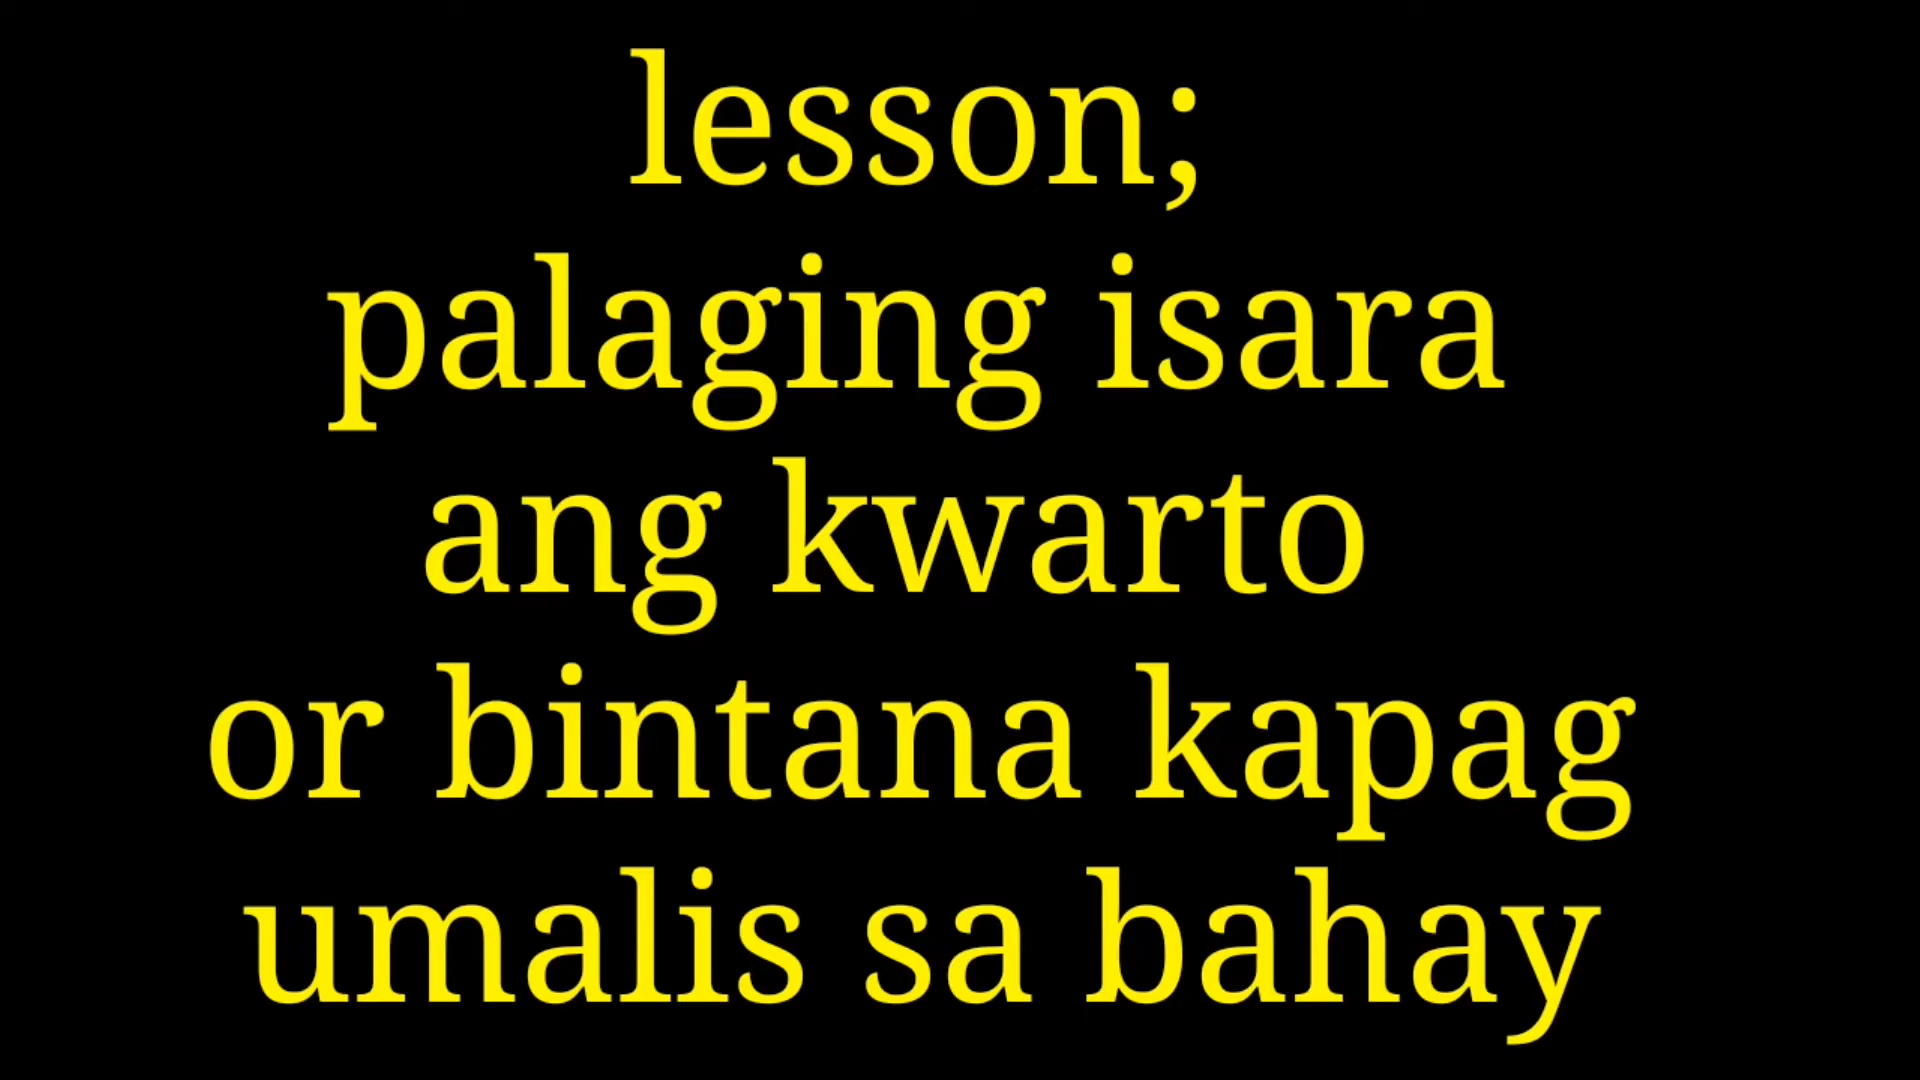 lesson;
palaging isara
ang kwarto
or bintana kapag
umalis sa bahay